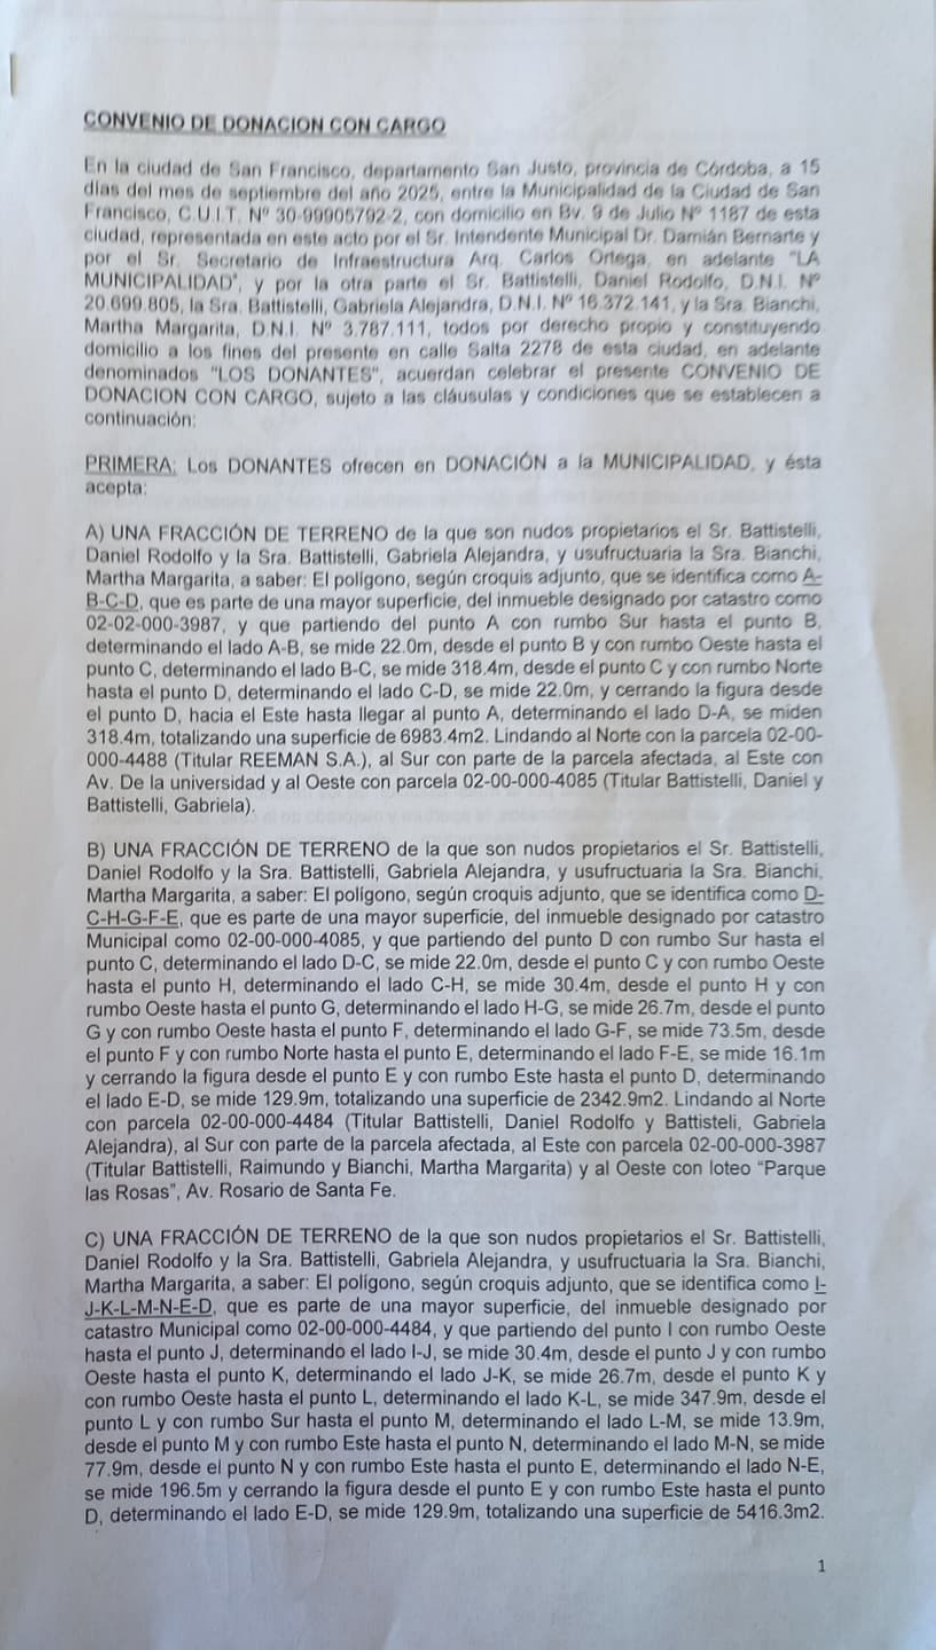 CONVENIO DE DONACION CON CARGO
En la ciudad de San Francisco, departamento San Justo, provincia de Córdoba, a 15
días del mes de septiembre del año 2025, entre la Municipalidad de la Ciudad de San
Francisco, C.U.I.T. Nº 30-99905792-2, con domicilio en Bv. 9 de Julio Nº 1187 de esta
ciudad, representada en este acto por el Sr. Intendente Municipal Dr. Damián Bernarte y
por el Sr. Secretario de Infraestructura Arq. Carlos Ortega, en adelante "LA
MUNICIPALIDAD", y por la otra parte el Sr. Battistelli, Daniel Rodolfo, D.N.I. Nº
20.699.805, la Sra. Battistelli, Gabriela Alejandra, D.N.I. Nº 16.372.141, y la Sra. Bianchi,
Martha Margarita, D.N.I. Nº 3.787.111, todos por derecho propio y constituyendo
domicilio a los fines del presente en calle Salta 2278 de esta ciudad, en adelante
denominados "LOS DONANTES", acuerdan celebrar el presente CONVENIO DE
DONACION CON CARGO, sujeto a las cláusulas y condiciones que se establecen a
continuación:
PRIMERA: Los DONANTES ofrecen en DONACIÓN a la MUNICIPALIDAD, y ésta
acepta:
A) UNA FRACCIÓN DE TERRENO de la que son nudos propietarios el Sr. Battistelli,
Daniel Rodolfo y la Sra. Battistelli, Gabriela Alejandra, y usufructuaria la Sra. Bianchi,
Martha Margarita, a saber: El polígono, según croquis adjunto, que se identifica como A-
B-C-D, que es parte de una mayor superficie, del inmueble designado por catastro como
02-02-000-3987, y que partiendo del punto A con rumbo Sur hasta el punto B,
determinando el lado A-B, se mide 22.0m, desde el punto B y con rumbo Oeste hasta el
punto C, determinando el lado B-C, se mide 318.4m, desde el punto C y con rumbo Norte
hasta el punto D, determinando el lado C-D, se mide 22.0m, y cerrando la figura desde
el punto D, hacia el Este hasta llegar al punto A, determinando el lado D-A, se miden
318.4m, totalizando una superficie de 6983.4m2. Lindando al Norte con la parcela 02-00-
000-4488 (Titular REEMAN S.A.), al Sur con parte de la parcela afectada, al Este con
Av. De la universidad y al Oeste con parcela 02-00-000-4085 (Titular Battistelli, Daniel y
Battistelli, Gabriela).
B) UNA FRACCIÓN DE TERRENO de la que son nudos propietarios el Sr. Battistelli,
Daniel Rodolfo y la Sra. Battistelli, Gabriela Alejandra, y usufructuaria la Sra. Bianchi,
Martha Margarita, a saber: El polígono, según croquis adjunto, que se identifica como D-
C-H-G-F-E, que es parte de una mayor superficie, del inmueble designado por catastro
Municipal como 02-00-000-4085, y que partiendo del punto D con rumbo Sur hasta el
punto C, determinando el lado D-C, se mide 22.0m, desde el punto C y con rumbo Oeste
hasta el punto H, determinando el lado C-H, se mide 30.4m, desde el punto H y con
rumbo Oeste hasta el punto G, determinando el lado H-G, se mide 26.7m, desde el punto
G y con rumbo Oeste hasta el punto F, determinando el lado G-F, se mide 73.5m, desde
el punto F y con rumbo Norte hasta el punto E, determinando el lado F-E, se mide 16.1m
y cerrando la figura desde el punto E y con rumbo Este hasta el punto D, determinando
el lado E-D, se mide 129.9m, totalizando una superficie de 2342.9m2. Lindando al Norte
con parcela 02-00-000-4484 (Titular Battistelli, Daniel Rodolfo y Battisteli, Gabriela
Alejandra), al Sur con parte de la parcela afectada, al Este con parcela 02-00-000-3987
(Titular Battistelli, Raimundo y Bianchi, Martha Margarita) y al Oeste con loteo "Parque
las Rosas", Av. Rosario de Santa Fe.
C) UNA FRACCIÓN DE TERRENO de la que son nudos propietarios el Sr. Battistelli,
Daniel Rodolfo y la Sra. Battistelli, Gabriela Alejandra, y usufructuaria la Sra. Bianchi,
Martha Margarita, a saber: El polígono, según croquis adjunto, que se identifica como I-
J-K-L-M-N-E-D, que es parte de una mayor superficie, del inmueble designado por
catastro Municipal como 02-00-000-4484, y que partiendo del punto I con rumbo Oeste
hasta el punto J, determinando el lado I-J, se mide 30.4m, desde el punto J y con rumbo
Oeste hasta el punto K, determinando el lado J-K, se mide 26.7m, desde el punto K y
con rumbo Oeste hasta el punto L, determinando el lado K-L, se mide 347.9m, desde el
punto L y con rumbo Sur hasta el punto M, determinando el lado L-M, se mide 13.9m,
desde el punto M y con rumbo Este hasta el punto N, determinando el lado M-N, se mide
77.9m, desde el punto N y con rumbo Este hasta el punto E, determinando el lado N-E,
se mide 196.5m y cerrando la figura desde el punto E y con rumbo Este hasta el punto
D, determinando el lado E-D, se mide 129.9m, totalizando una superficie de 5416.3m2.
1